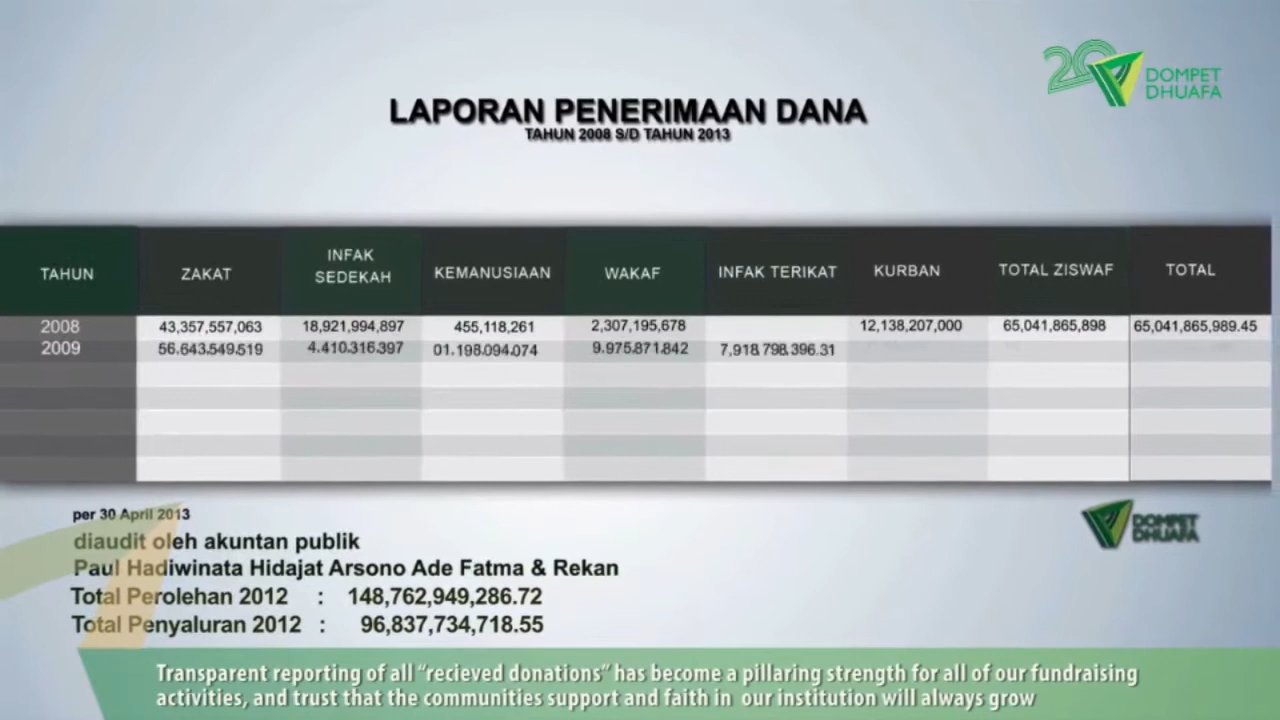 20 DOMPET
DHUAFA
LAPORAN PENERIMAAN DANA
TAHUN 2008 S/D TAHUN 2013
TAHUN ZAKAT INFAK SEDEKAH KEMANUSIAAN WAKAF INFAK TERIKAT KURBAN TOTAL ZISWAF TOTAL
2008 43,357,557,063 18,921,994,897 455,118,261 2,307,195,678 12,138,207,000 65,041,865,898 65,041,865,989.45
2009 56.643.549.519 4.410.316.397 01.198.094.074 9.975.871.842 7,918.798.396.31
per 30 April 2013
diaudit oleh akuntan publik
Paul Hadiwinata Hidajat Arsono Ade Fatma & Rekan
Total Perolehan 2012 : 148,762,949,286.72
Total Penyaluran 2012 : 96,837,734,718.55
DOMPET
DHUAFA
Transparent reporting of all “recieved donations” has become a pillaring strength for all of our fundraising
activities, and trust that the communities support and faith in our institution will always grow